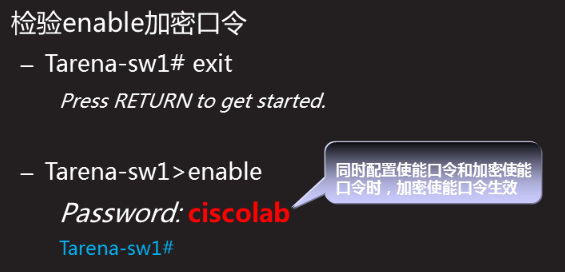 检验enable加密口令
– Tarena-sw1# exit
Press RETURN to get started.
– Tarena-sw1>enable
同时配置使能口令和加密使能
口令时，加密使能口令生效
Password: ciscolab
Tarena-sw1#